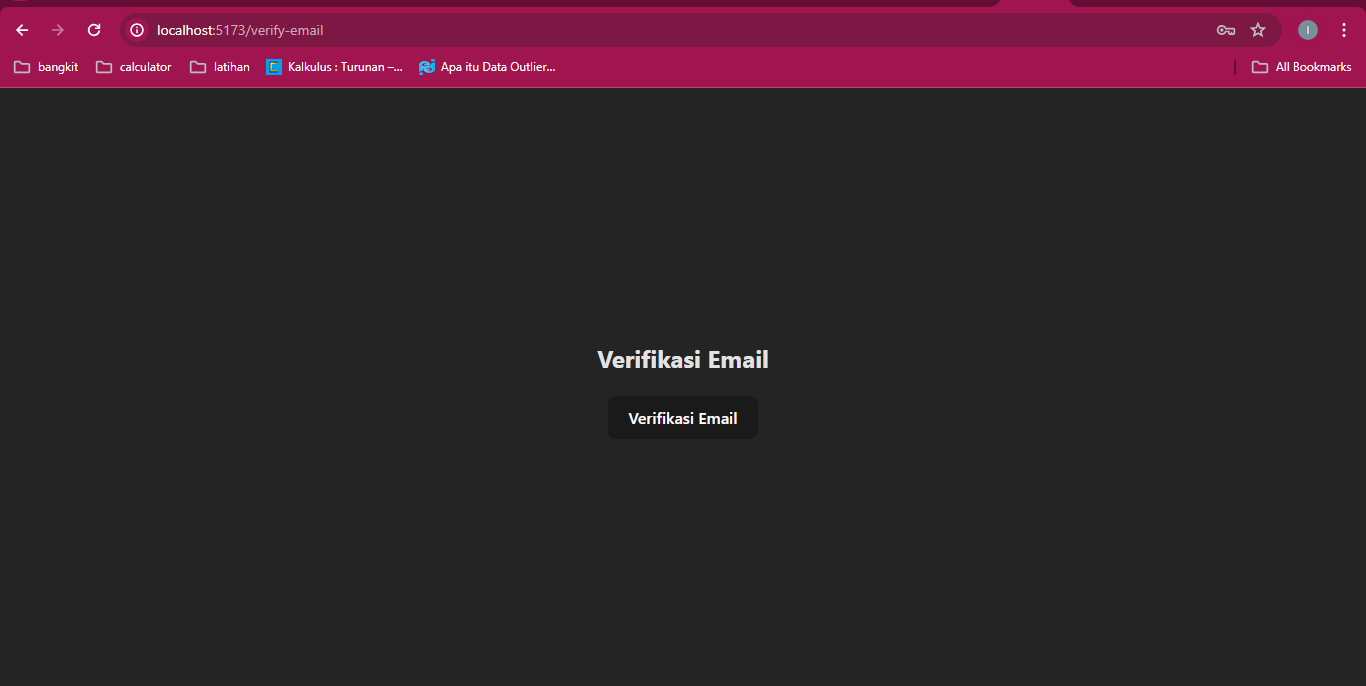 localhost:5173/verify-email
I
bangkit calculator latihan Kalkulus : Turunan –... Apa itu Data Outlier... All Bookmarks
Verifikasi Email
Verifikasi Email